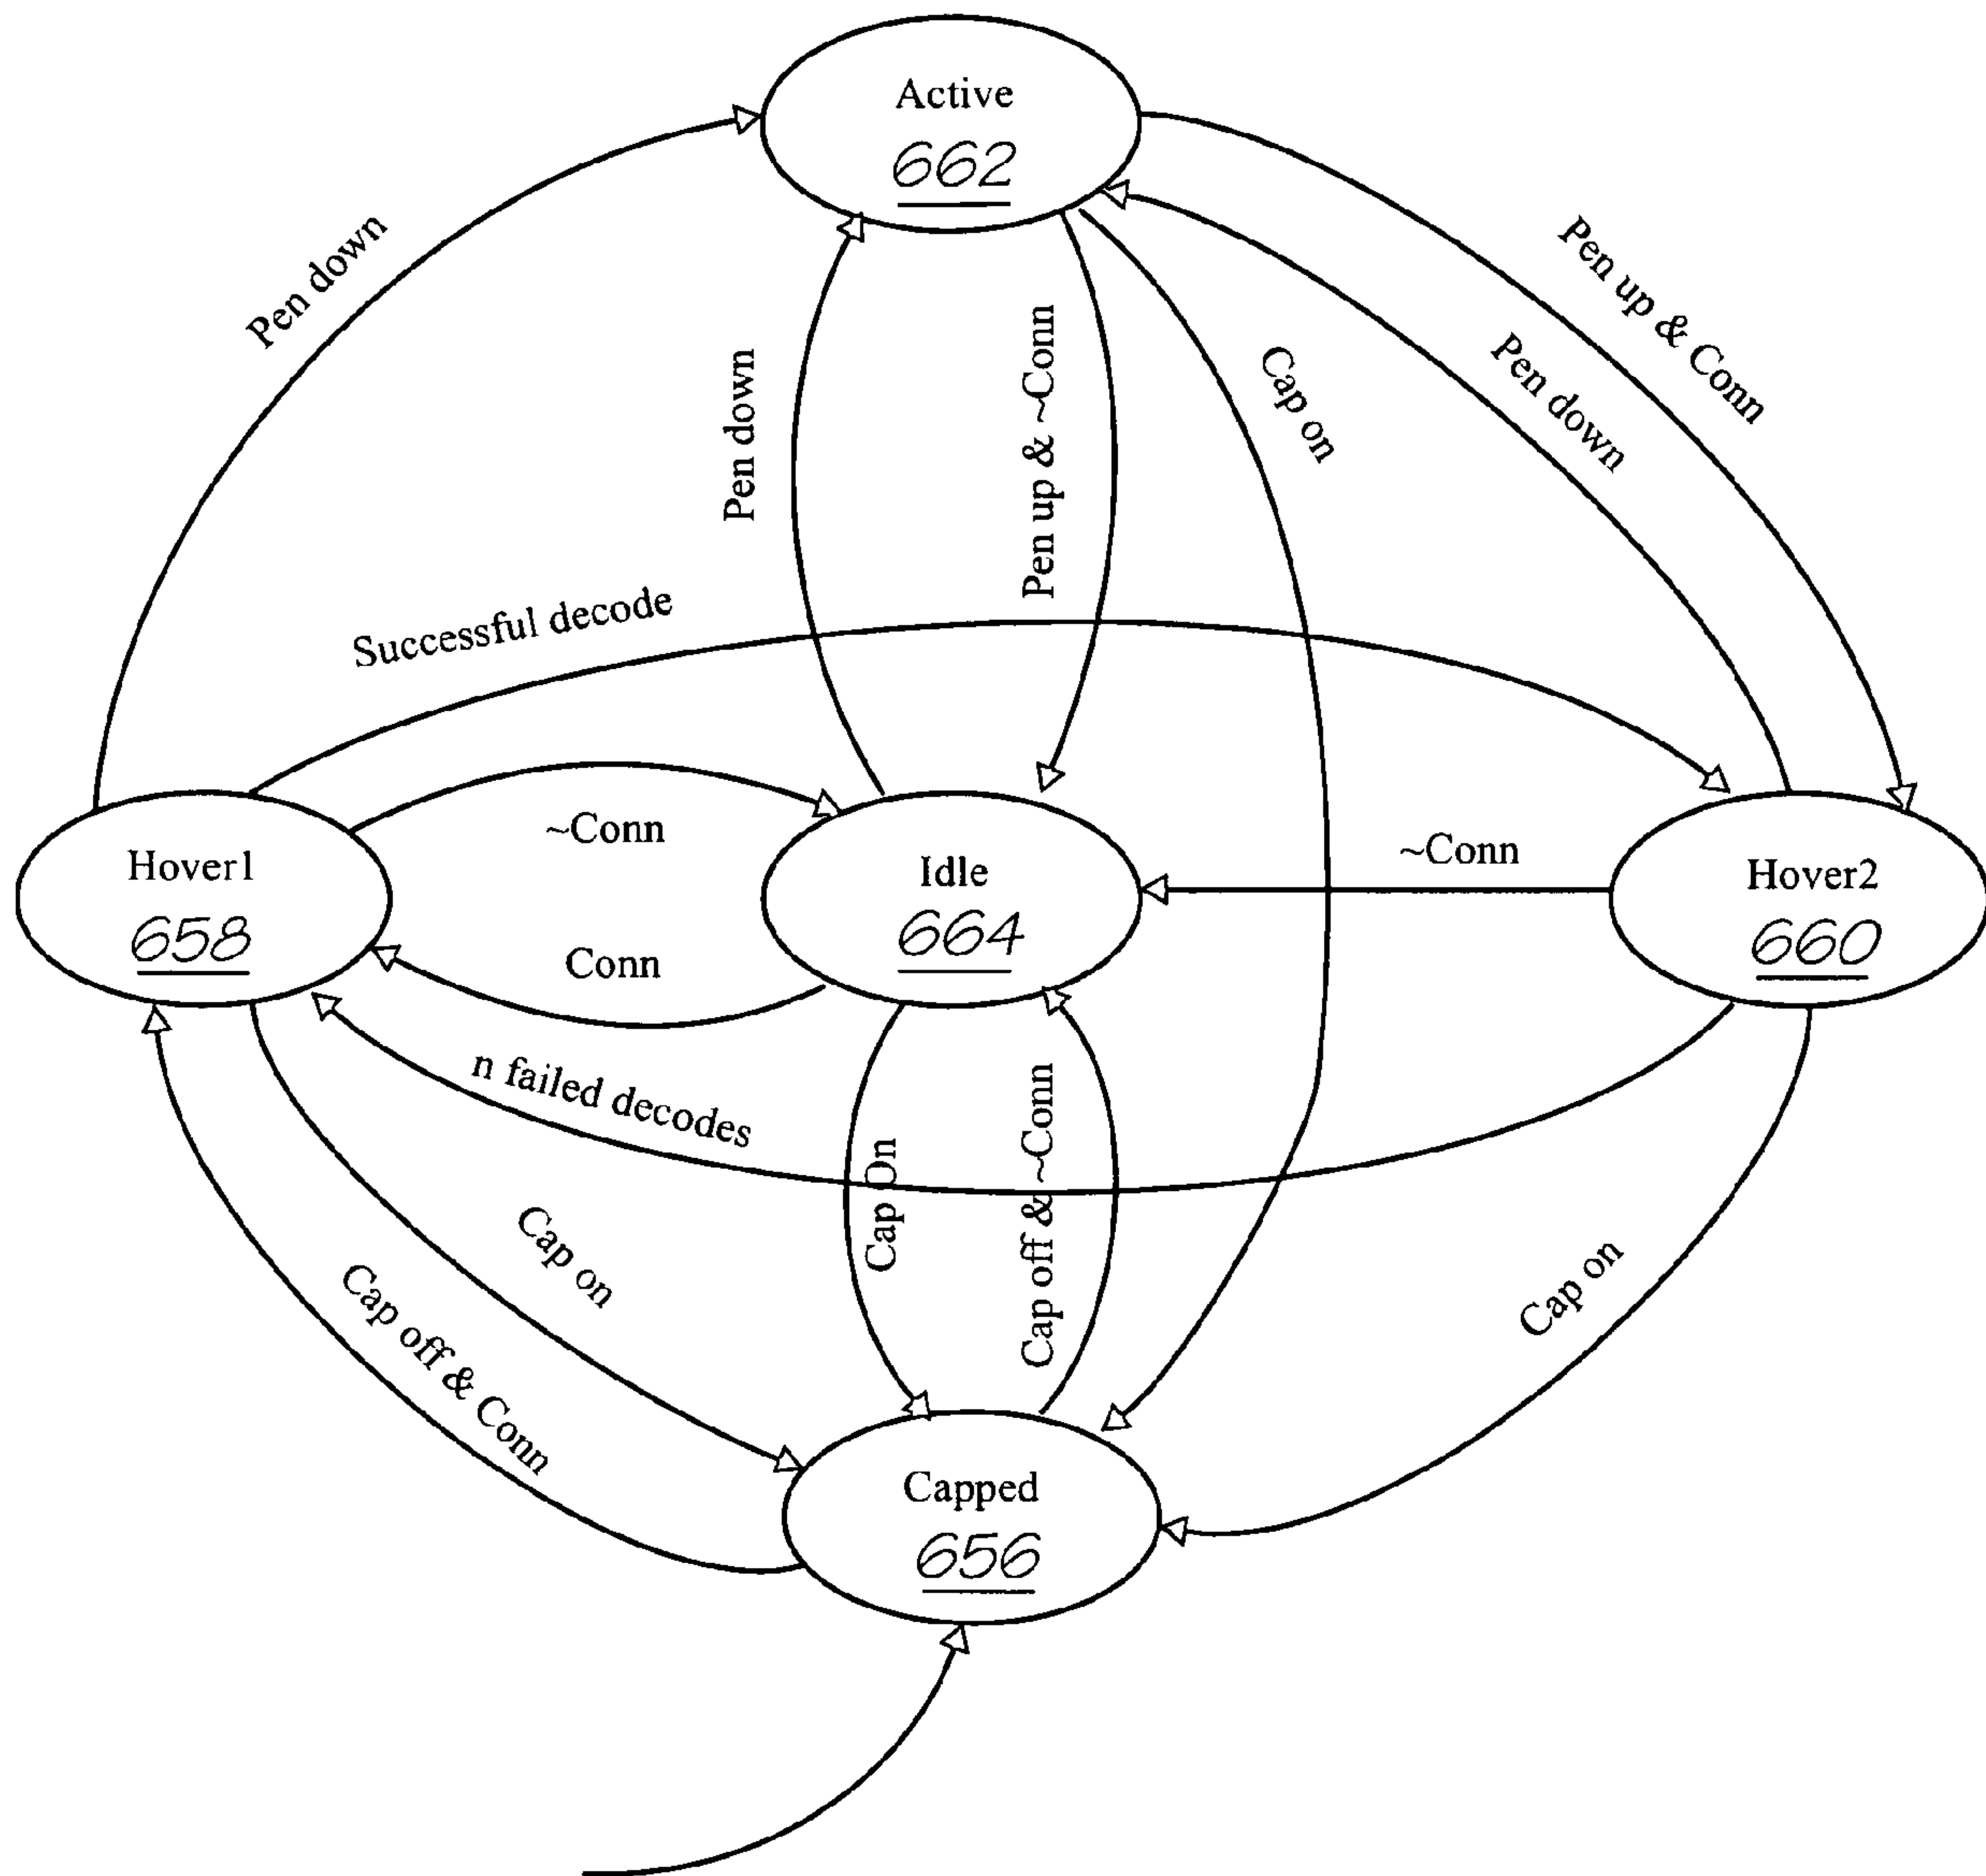 Active
662
Pen down
Pen up & Conn
Pen down
Pen up & ~Conn
Cap on
Pen down
Successful decode
~Conn
~Conn
Hover1
658
Idle
664
Hover2
660
Conn
n failed decodes
Cap On
Cap off & ~Conn
Cap on
Cap off & Conn
Cap on
Capped
656